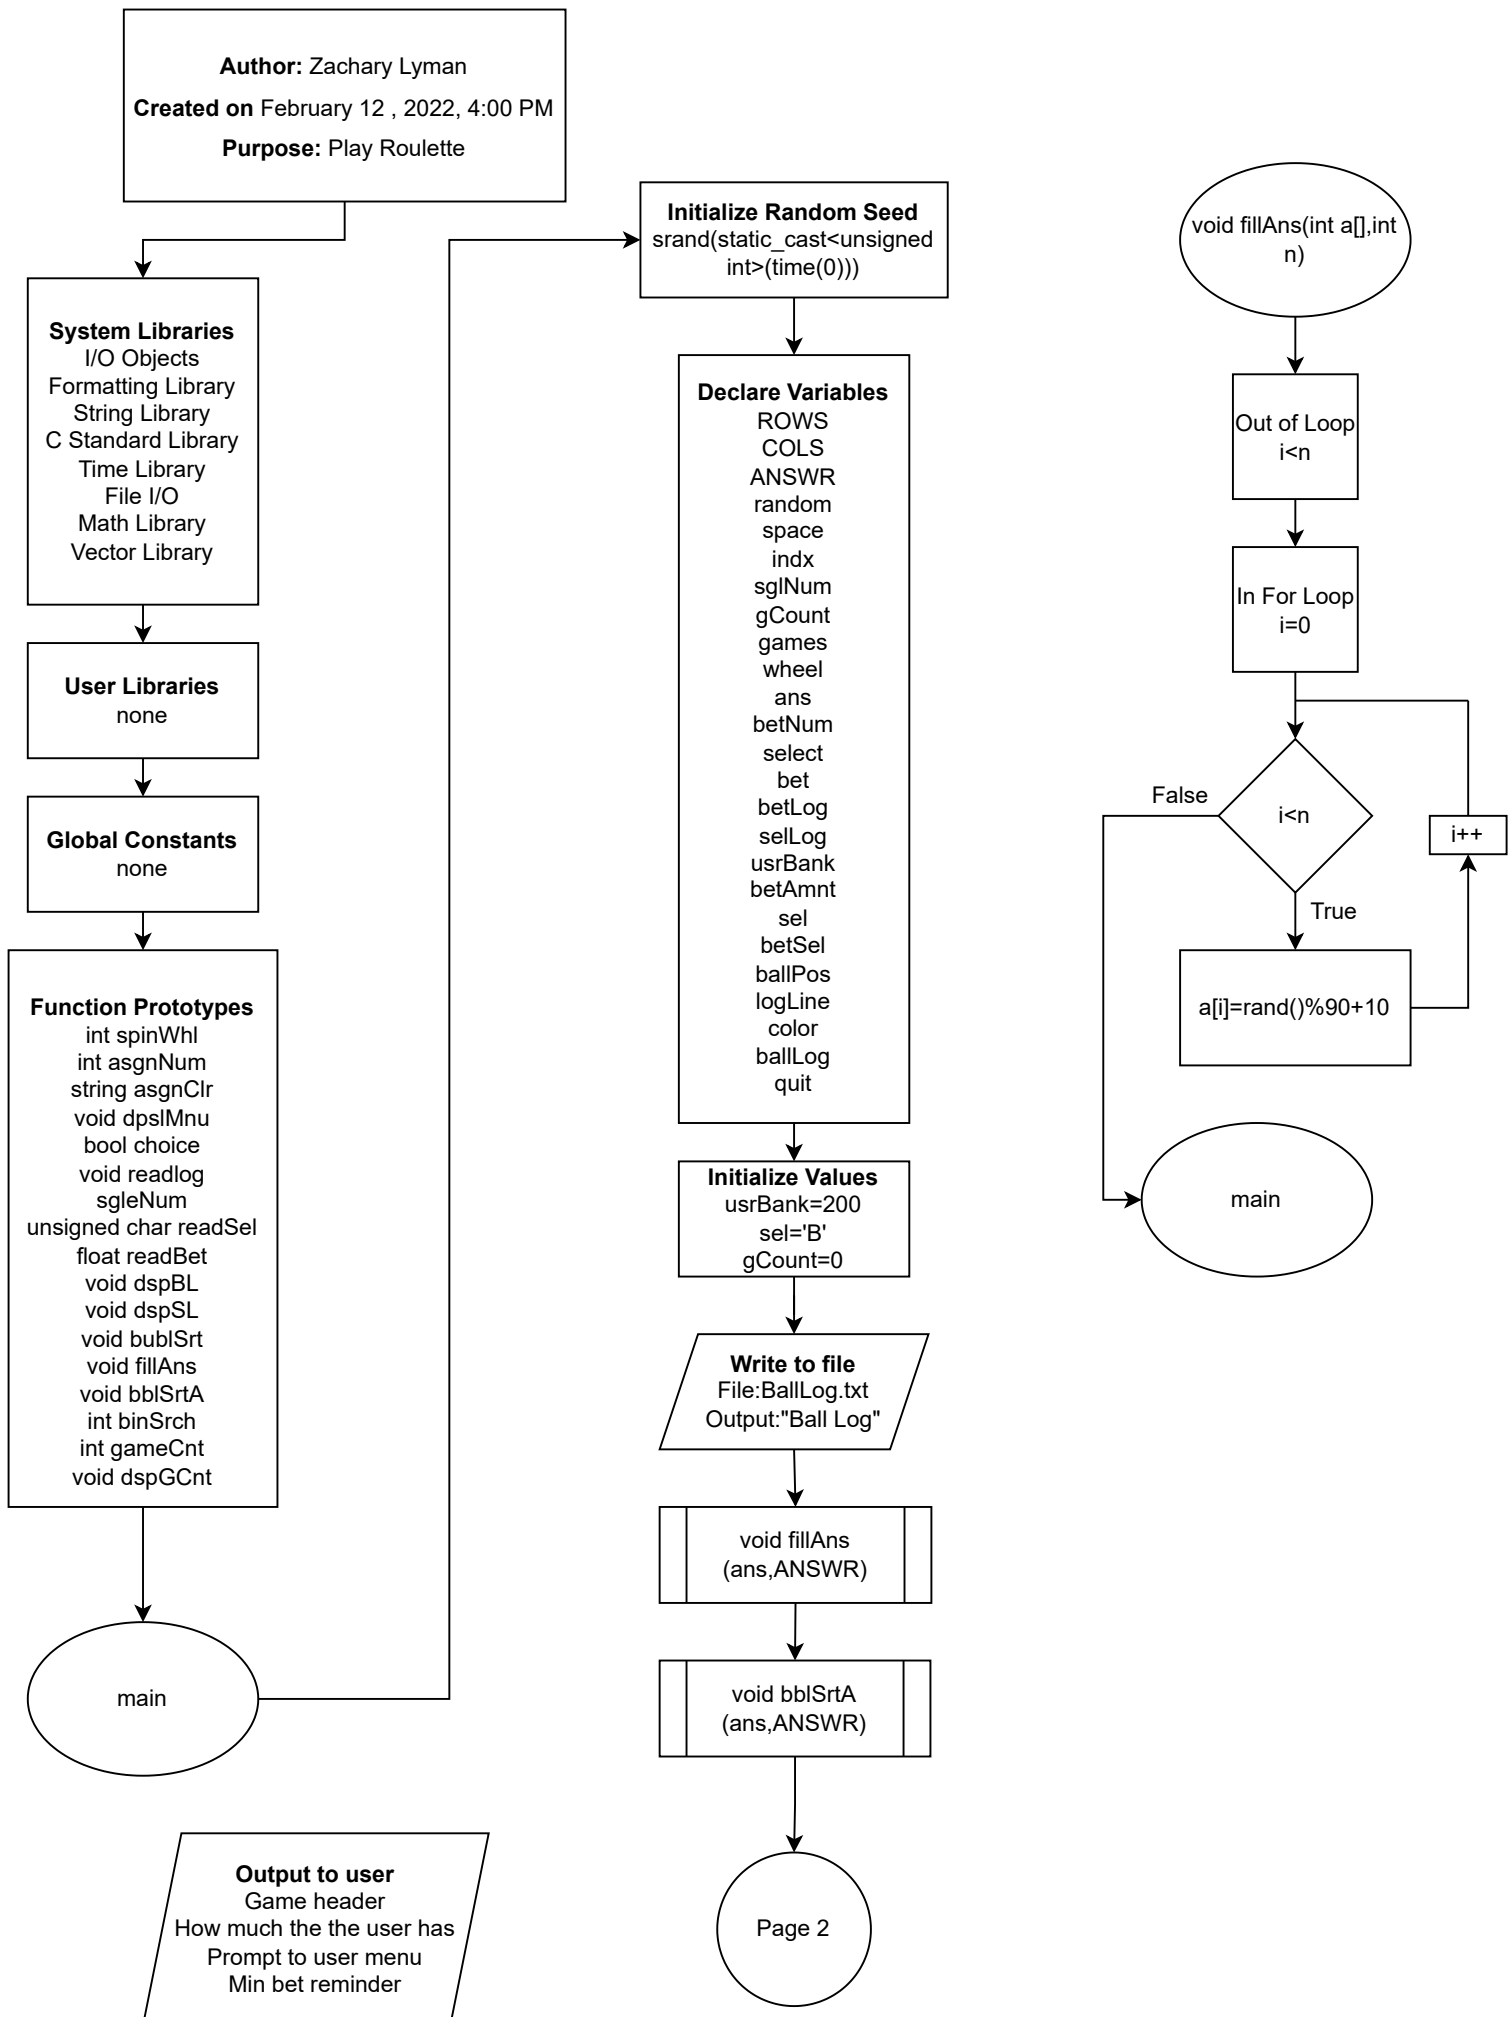 Author: Zachary Lyman
Created on February 12 , 2022, 4:00 PM
Purpose: Play Roulette
System Libraries
I/O Objects
Formatting Library
String Library
C Standard Library
Time Library
File I/O
Math Library
Vector Library
User Libraries
none
Global Constants
none
Function Prototypes
int spinWhl
int asgnNum
string asgnClr
void dpslMnu
bool choice
void readlog
sgleNum
unsigned char readSel
float readBet
void dspBL
void dspSL
void bublSrt
void fillAns
void bblSrtA
int binSrch
int gameCnt
void dspGCnt
main
Output to user
Game header
How much the the user has
Prompt to user menu
Min bet reminder
Initialize Random Seed
srand(static_cast<unsigned
int>(time(0)))
Declare Variables
ROWS
COLS
ANSWR
random
space
indx
sglNum
gCount
games
wheel
ans
betNum
select
bet
betLog
selLog
usrBank
betAmnt
sel
betSel
ballPos
logLine
color
ballLog
quit
Initialize Values
usrBank=200
sel='B'
gCount=0
Write to file
File:BallLog.txt
Output:"Ball Log"
void fillAns
(ans,ANSWR)
void bblSrtA
(ans,ANSWR)
Page 2
void fillAns(int a[],int
n)
Out of Loop
i<n
In For Loop
i=0
i<n
False
True
i++
a[i]=rand()%90+10
main